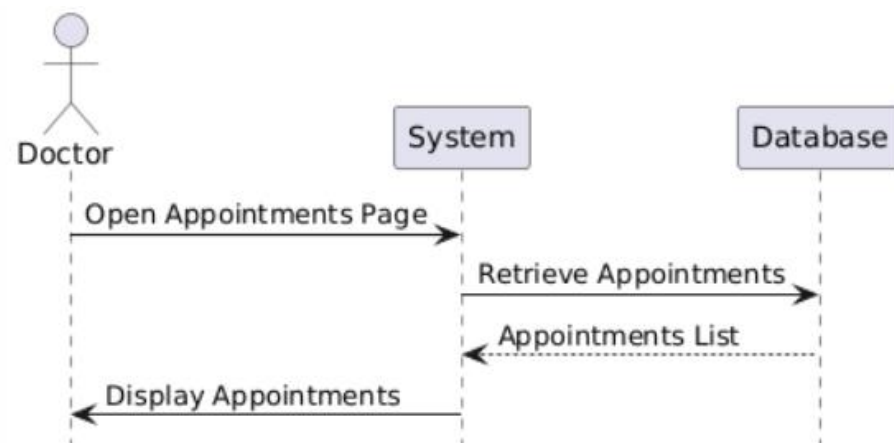 Doctor
System
Database
Open Appointments Page
Retrieve Appointments
Appointments List
Display Appointments